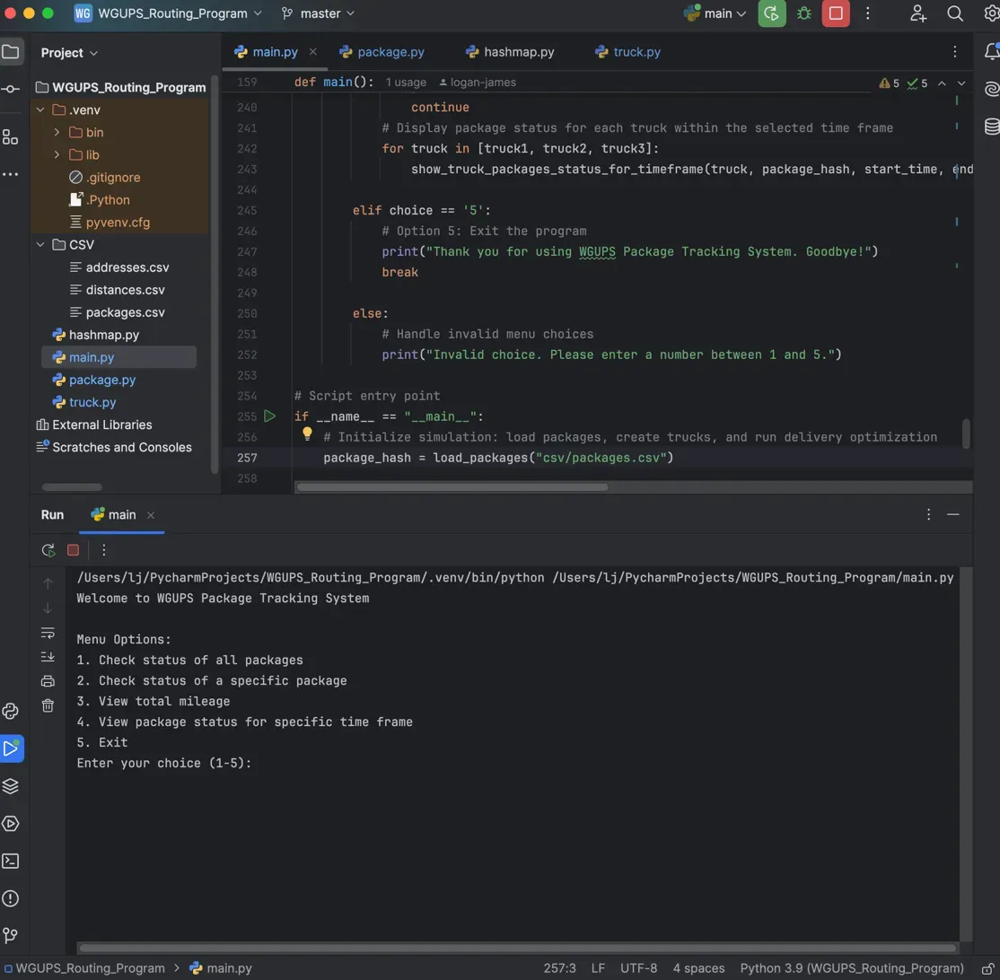 WG WGUPS_Routing_Program master main
Project
main.py package.py hashmap.py truck.py
159 def main(): 1 usage logan-james 5 5
WGUPS_Routing_Program
.venv
bin
lib
.gitignore
.Python
pyvenv.cfg
CSV
addresses.csv
distances.csv
packages.csv
hashmap.py
main.py
package.py
truck.py
External Libraries
Scratches and Consoles
240 continue
241 # Display package status for each truck within the selected time frame
242 for truck in [truck1, truck2, truck3]:
243 show_truck_packages_status_for_timeframe(truck, package_hash, start_time, end
244
245 elif choice == '5':
246 # Option 5: Exit the program
247 print("Thank you for using WGUPS Package Tracking System. Goodbye!")
248 break
249
250 else:
251 # Handle invalid menu choices
252 print("Invalid choice. Please enter a number between 1 and 5.")
253
254 # Script entry point
255 if __name__ == "__main__":
256 # Initialize simulation: load packages, create trucks, and run delivery optimization
257 package_hash = load_packages("csv/packages.csv")
258
Run main
/Users/lj/PycharmProjects/WGUPS_Routing_Program/.venv/bin/python /Users/lj/PycharmProjects/WGUPS_Routing_Program/main.py
Welcome to WGUPS Package Tracking System
Menu Options:
1. Check status of all packages
2. Check status of a specific package
3. View total mileage
4. View package status for specific time frame
5. Exit
Enter your choice (1-5):
WGUPS_Routing_Program > main.py 257:3 LF UTF-8 4 spaces Python 3.9 (WGUPS_Routing_Program)